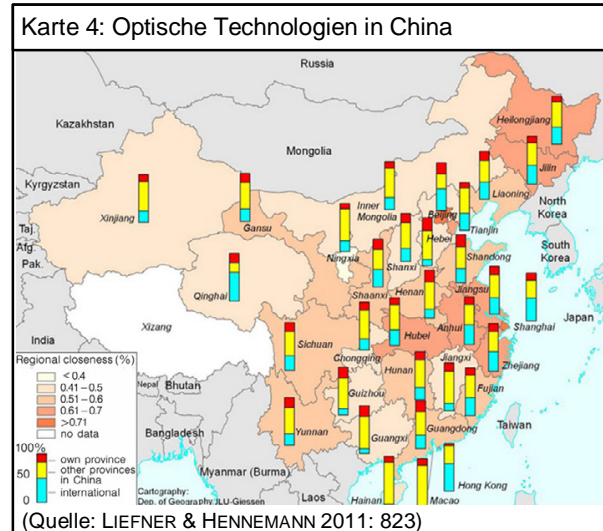 Karte 4: Optische Technologien in China
Russia
Kazakhstan
Mongolia
Heilongjiang
Jilin
Kyrgyzstan
Xinjiang
Gansu
Inner
Mongolia
Beijing
Liaoning
Tianjin
North
Korea
Taj.
Afg.
Pak.
Ningxia
Hebei
Shanxi
Shandong
South
Korea
Qinghai
Shaanxi
Henan
Jiangsu
Japan
Xizang
Shanghai
India
Sichuan
Hubei
Anhui
Chongqing
Zhejiang
Regional closeness (%)
< 0.4
0.41 – 0.5
0.51 – 0.6
0.61 – 0.7
>0.71
no data
Nepal
Bhutan
Hunan
Jiangxi
Guizhou
Fujian
Bangladesh
Yunnan
Guangxi
Guangdong
Taiwan
100%
50
0
own province
other provinces
in China
international
Myanmar (Burma)
Laos
Hong Kong
Hainan
Macao
Cartography:
Dep. of Geography JLU-Giessen
(Quelle: LIEFNER & HENNEMANN 2011: 823)